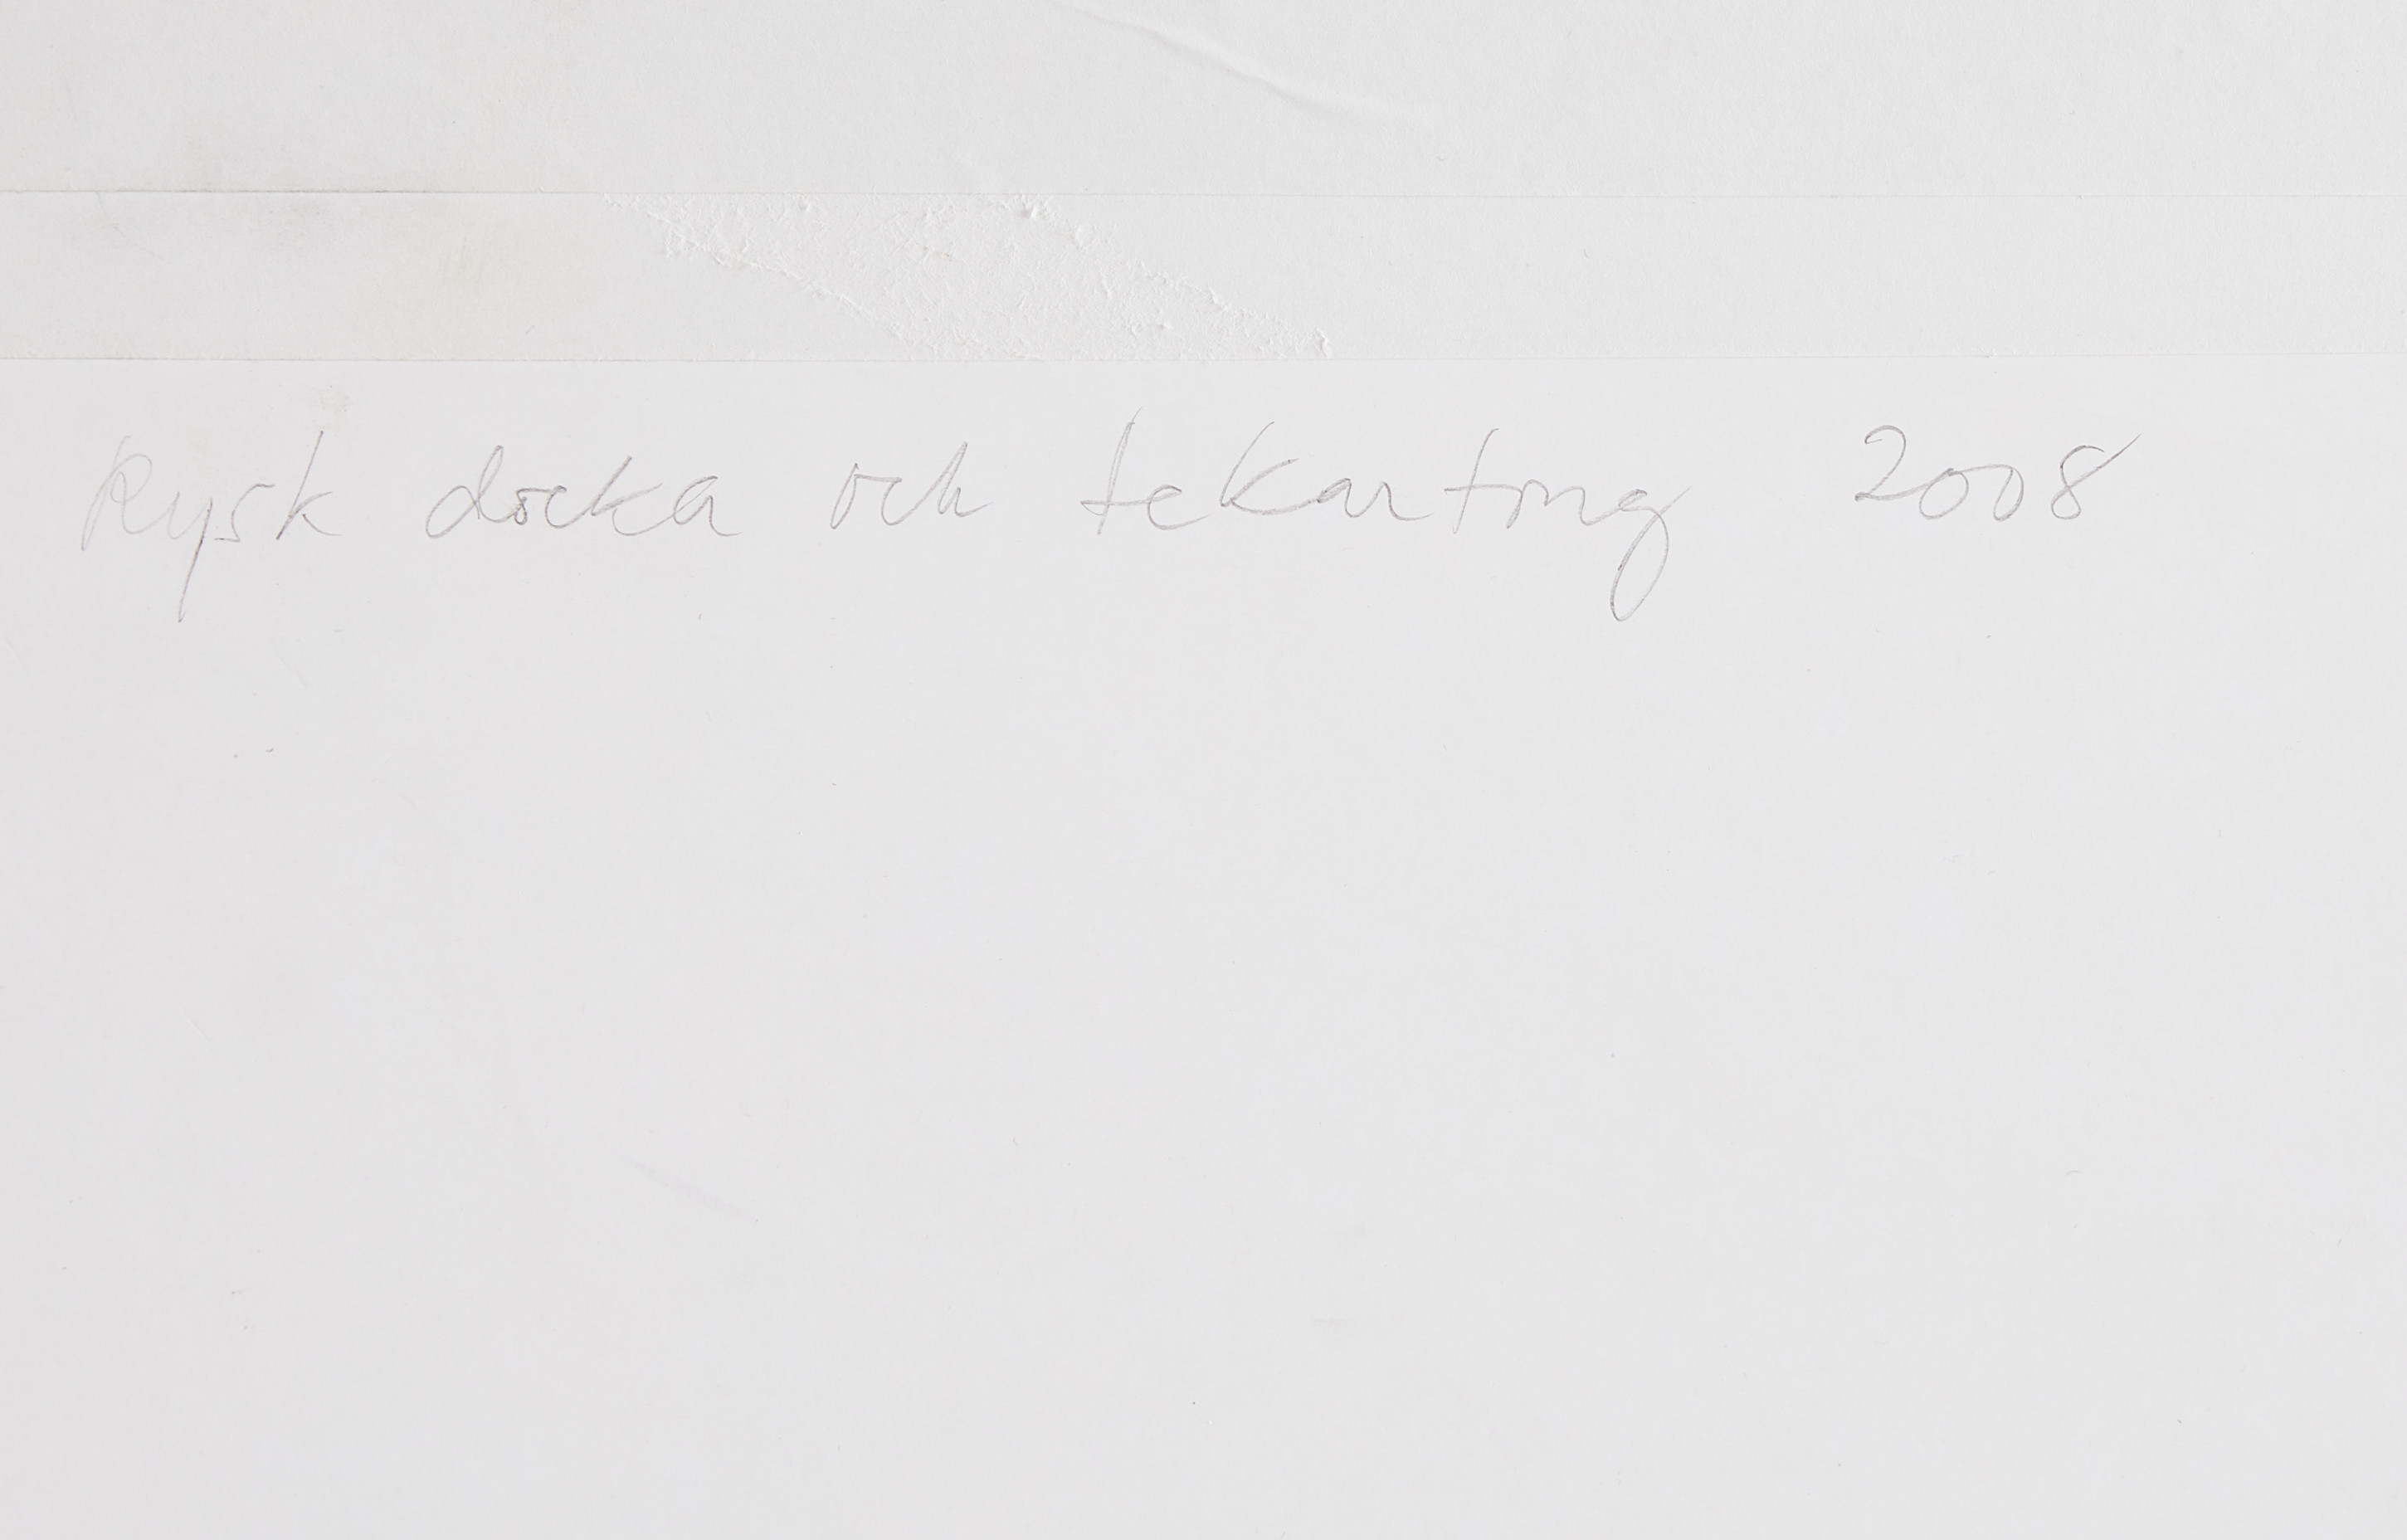 Rysk docka och tekartong 2008